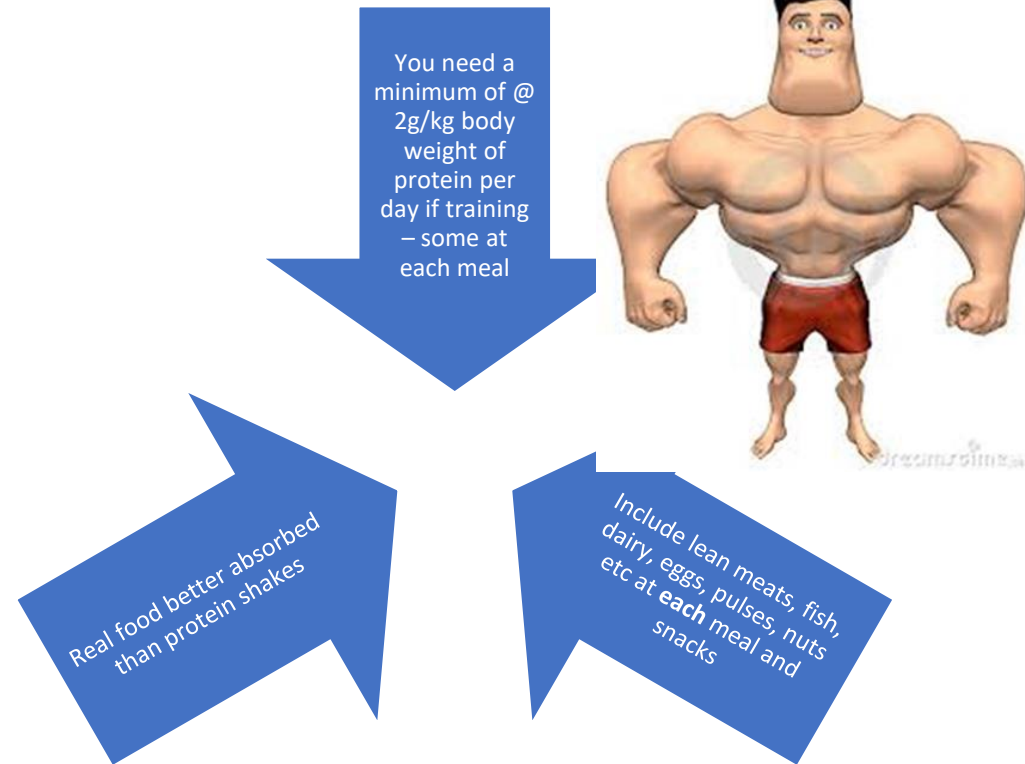 You need a
minimum of @
2g/kg body
weight of
protein per
day if training
– some at
each meal
Real food better absorbed
than protein shakes
Include lean meats, fish,
dairy, eggs, pulses, nuts
etc at each meal and
snacks